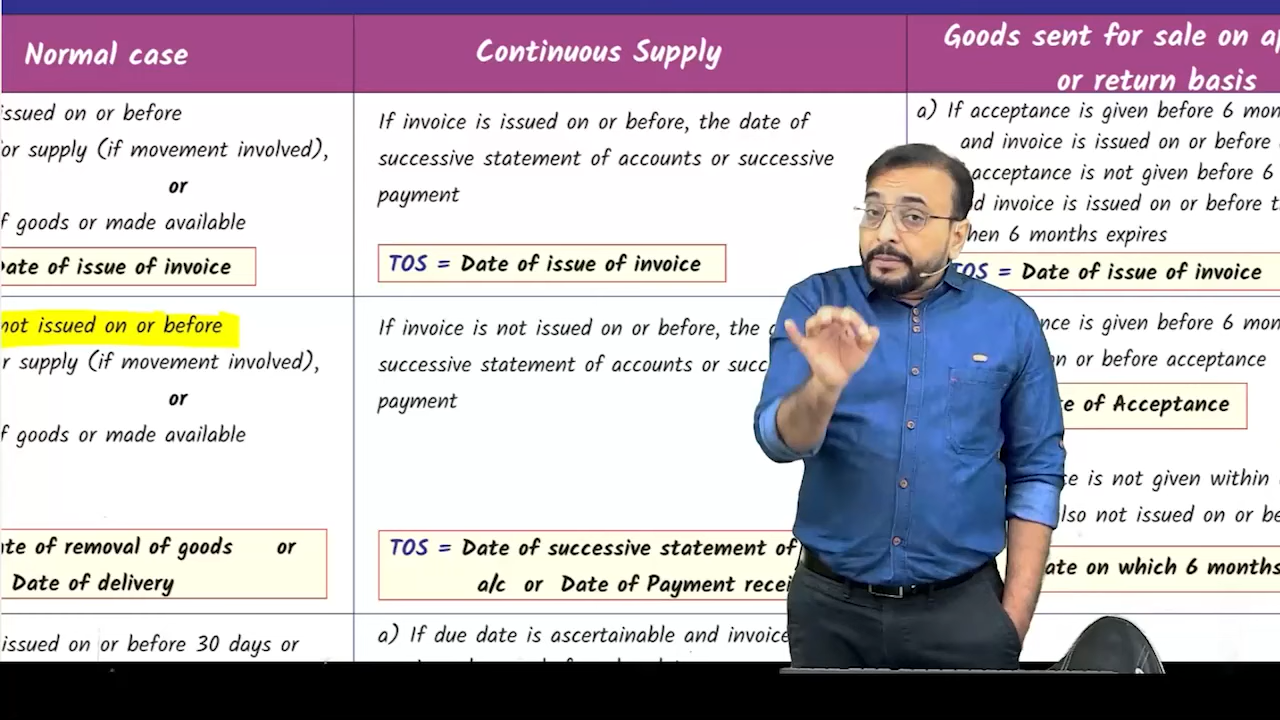 Normal case
issued on or before
or supply (if movement involved),
or
f goods or made available
Date of issue of invoice
not issued on or before
r supply (if movement involved),
or
f goods or made available
te of removal of goods or
Date of delivery
issued on or before 30 days or
Continuous Supply
If invoice is issued on or before, the date of
successive statement of accounts or successive
payment
TOS = Date of issue of invoice
If invoice is not issued on or before, the
successive statement of accounts or succ
payment
TOS = Date of successive statement of
a/c or Date of Payment recei
a) If due date is ascertainable and invoice
Goods sent for sale on a
or return basis
a) If acceptance is given before 6 mon
and invoice is issued on or before
acceptance is not given before 6
d invoice is issued on or before t
hen 6 months expires
TOS = Date of issue of invoice
nce is given before 6 mon
n or before acceptance
te of Acceptance
ce is not given within
lso not issued on or be
ate on which 6 months